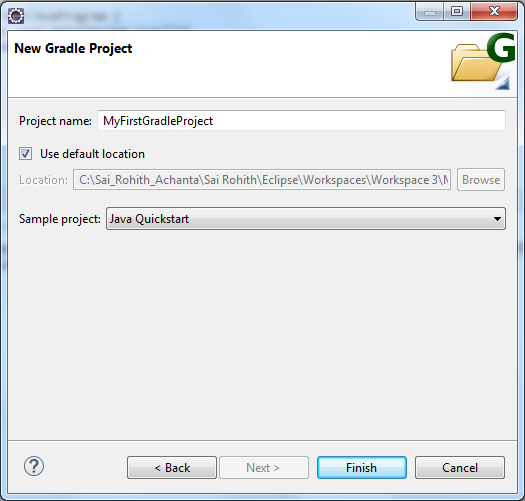 New Gradle Project
G
Project name: MyFirstGradleProject
Use default location
Location: C:\Sai_Rohith_Achanta\Sai Rohith\Eclipse\Workspaces\Workspace 3\M Browse
Sample project: Java Quickstart
?
< Back Next > Finish Cancel